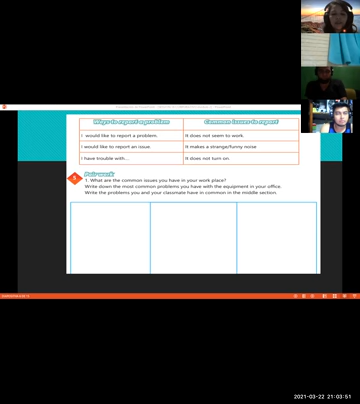 Ways to report a problem
Common issues to report
I would like to report a problem.
It does not seem to work
I would like to report an issue.
It makes a strange/funny noise
I have trouble with...
It does not turn on.
3
Pair work
1. What are the common issues you have in your work place?
Write down the most common problems you have with the equipment in your office.
Write the problems you and your classmate have in common in the middle section.
2021-03-22 21:03:51